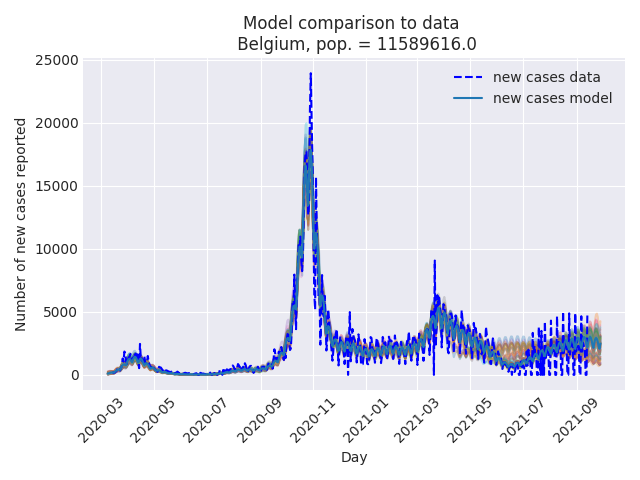 Model comparison to data
Belgium, pop. = 11589616.0
new cases data
new cases model
Number of new cases reported
25000
20000
15000
10000
5000
0
2020-03
2020-05
2020-07
2020-09
2020-11
2021-01
2021-03
2021-05
2021-07
2021-09
Day